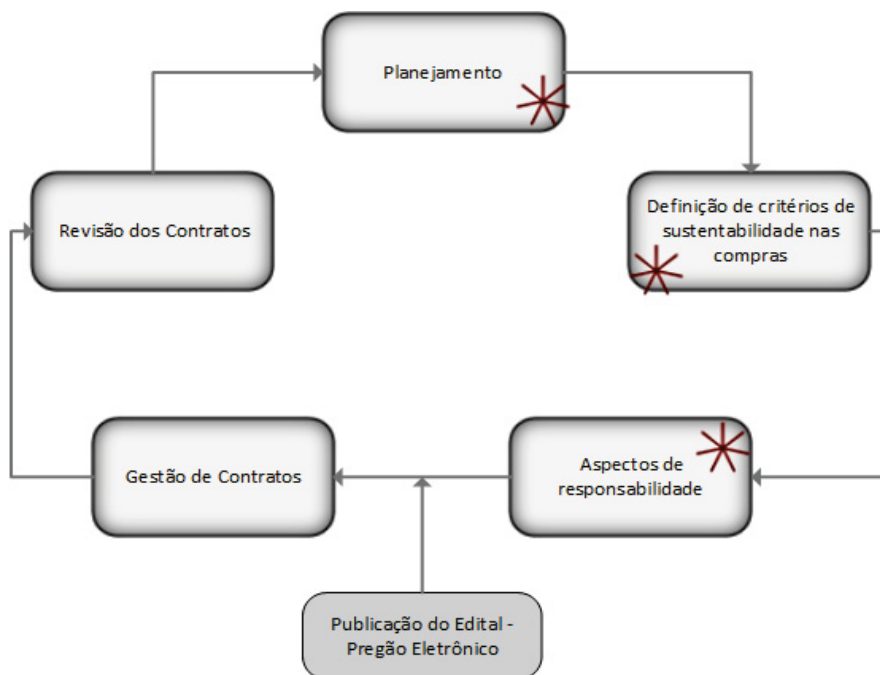 Planejamento
Revisão dos Contratos
Definição de critérios de
sustentabilidade nas
compras
Gestão de Contratos
Aspectos de
responsabilidade
Publicação do Edital -
Pregão Eletrônico